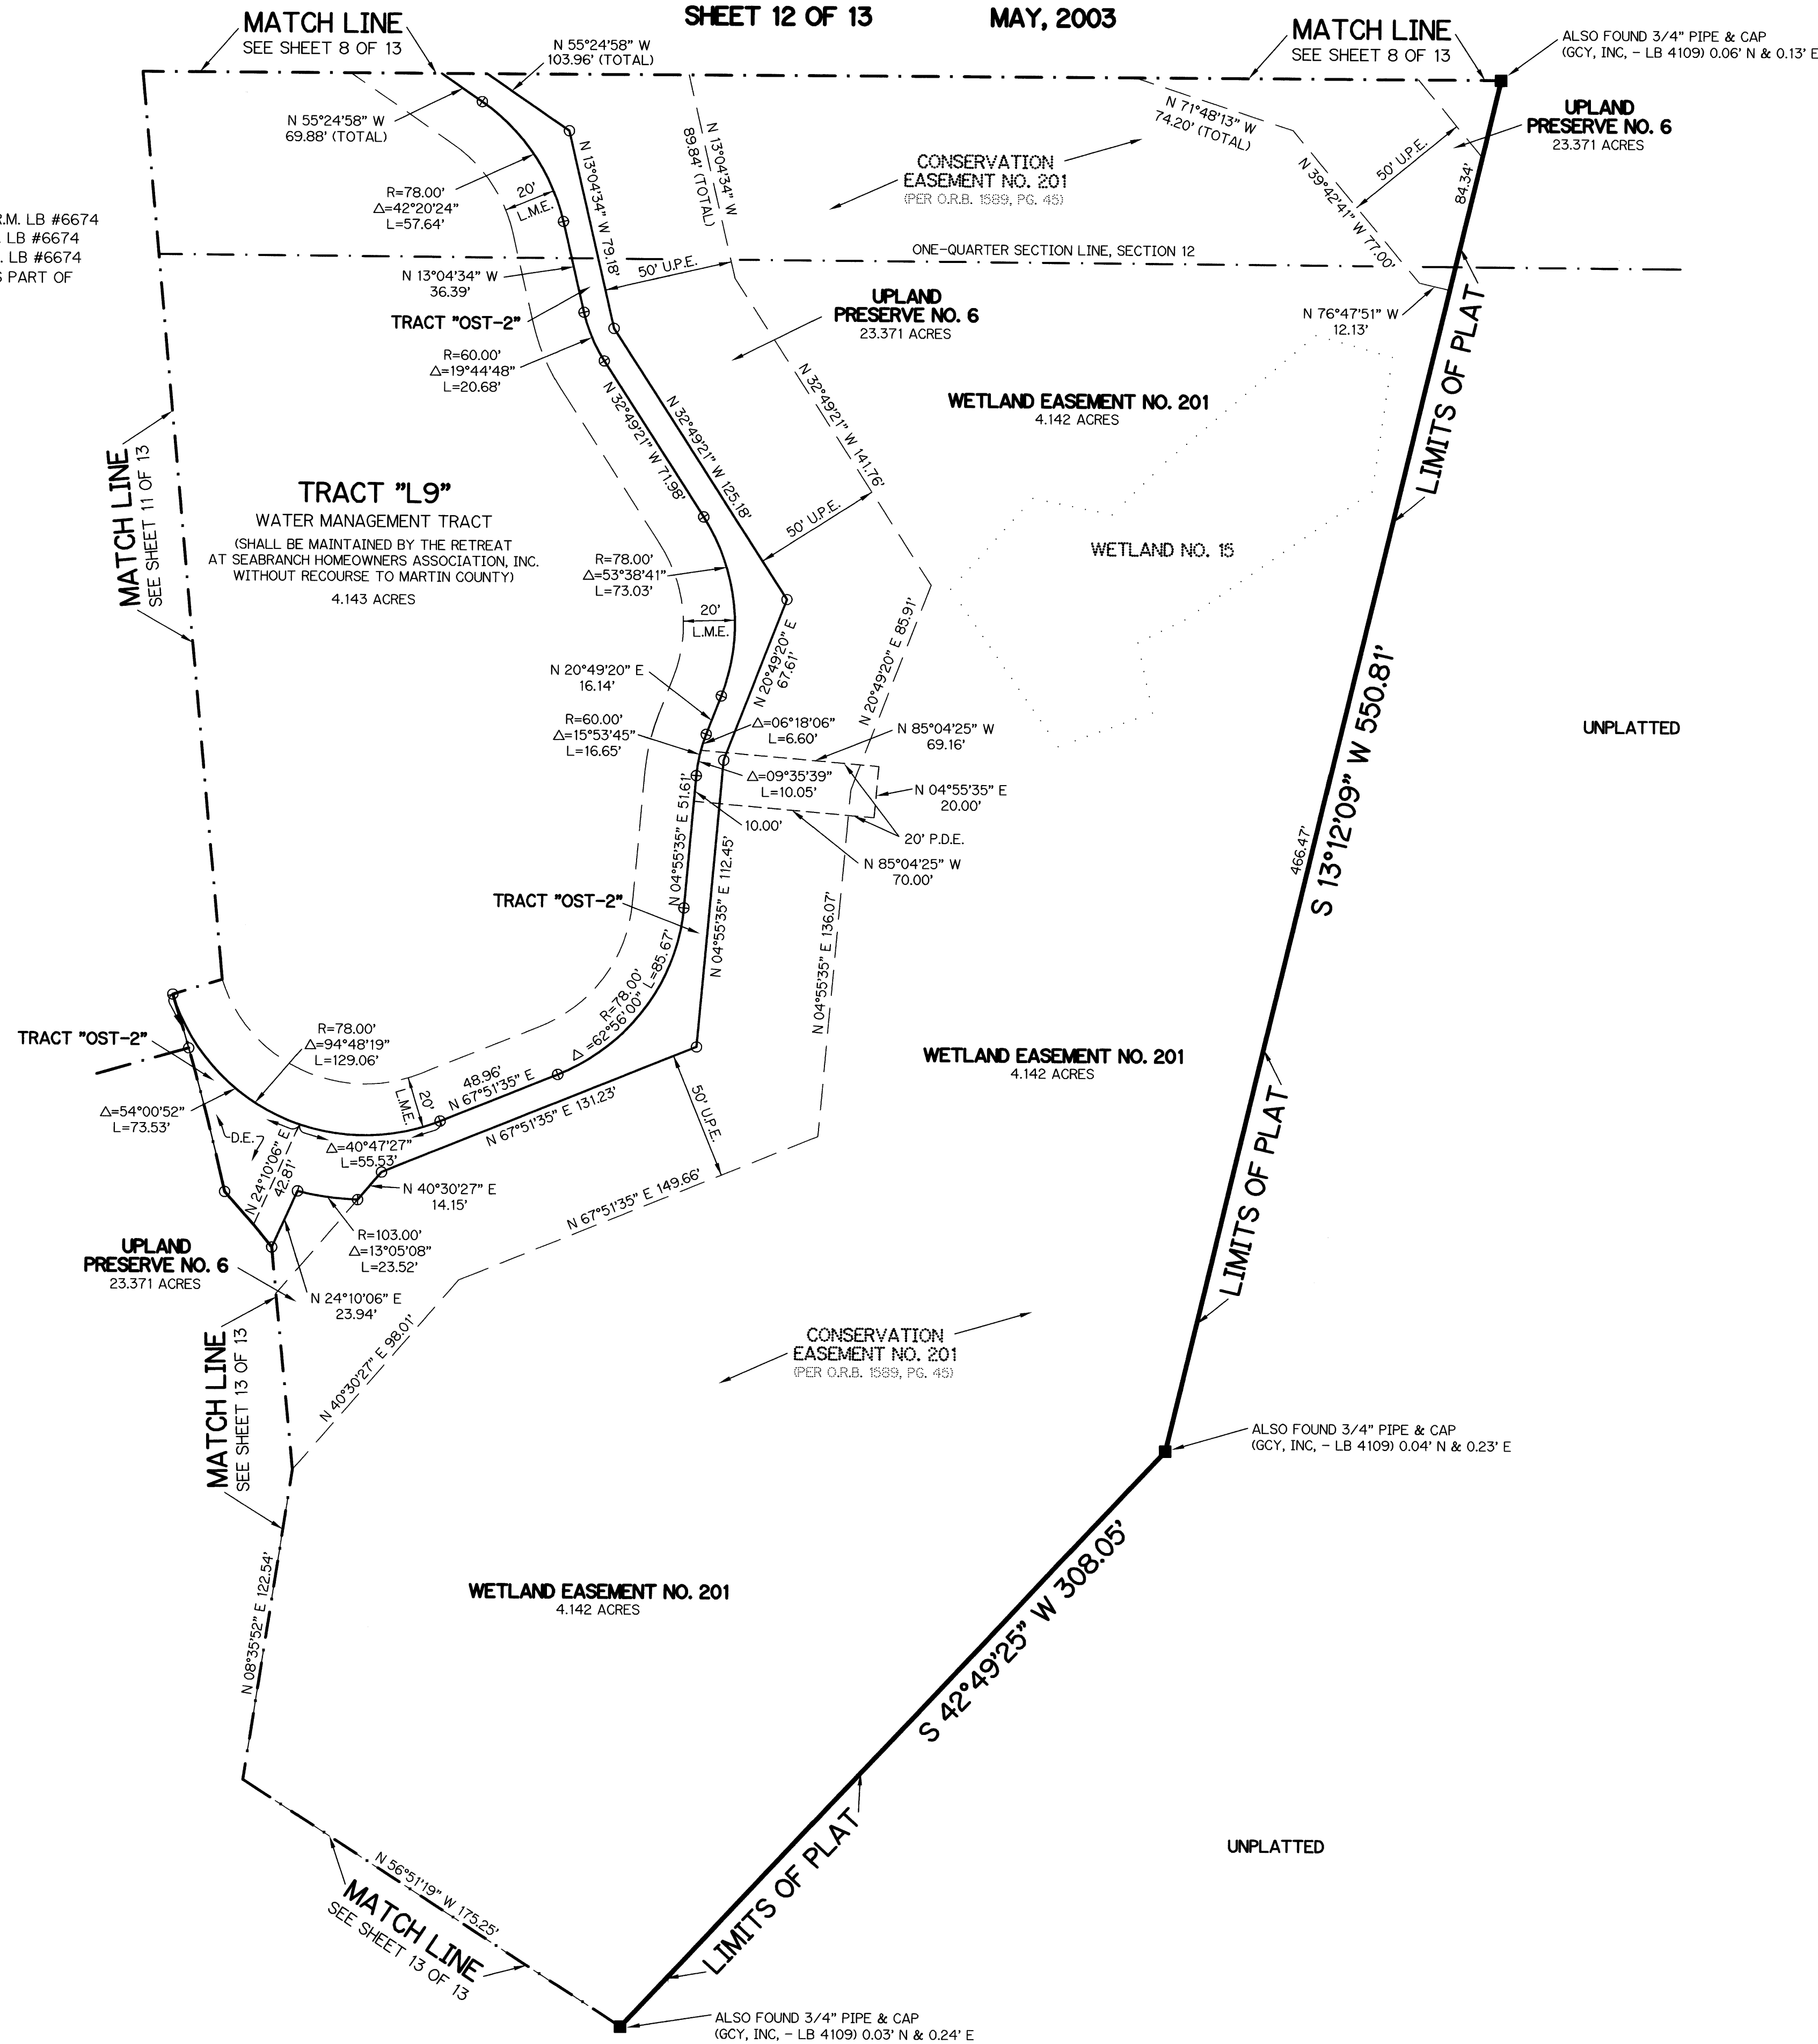 SHEET 12 OF 13
MAY, 2003
MATCH LINE
SEE SHEET 8 OF 13
N 55°24'58" W
103.96' (TOTAL)
MATCH LINE
SEE SHEET 8 OF 13
ALSO FOUND 3/4" PIPE & CAP
(GCY, INC, - LB 4109) 0.06' N & 0.13' E
N 55°24'58" W
69.88' (TOTAL)
N 71°48'13" W
74.20' (TOTAL)
UPLAND
PRESERVE NO. 6
23.371 ACRES
N 13°04'34" W
89.84' (TOTAL)
CONSERVATION
EASEMENT NO. 201
(PER O.R.B. 1589, PG. 45)
50' U.P.E.
84.34'
N 39°42'41" W 77.00'
R=78.00'
Δ=42°20'24"
L=57.64'
20'
L.M.E.
N 13°04'34" W 79.18'
R.M. LB #6674
. LB #6674
. LB #6674
S PART OF
ONE-QUARTER SECTION LINE, SECTION 12
N 13°04'34" W
36.39'
50' U.P.E.
TRACT "OST-2"
UPLAND
PRESERVE NO. 6
23.371 ACRES
N 76°47'51" W
12.13'
R=60.00'
Δ=19°44'48"
L=20.68'
LIMITS OF PLAT
N 32°49'21" W 71.98'
N 32°49'21" W 125.18'
N 32°49'21" W 141.76'
WETLAND EASEMENT NO. 201
4.142 ACRES
MATCH LINE
SEE SHEET 11 OF 13
TRACT "L9"
WATER MANAGEMENT TRACT
(SHALL BE MAINTAINED BY THE RETREAT
AT SEABRANCH HOMEOWNERS ASSOCIATION, INC.
WITHOUT RECOURSE TO MARTIN COUNTY)
4.143 ACRES
50' U.P.E.
WETLAND NO. 15
R=78.00'
Δ=53°38'41"
L=73.03'
20'
L.M.E.
N 20°49'20" E
67.61'
N 20°49'20" E 85.91'
N 20°49'20" E
16.14'
R=60.00'
Δ=15°53'45"
L=16.65'
Δ=06°18'06"
L=6.60'
N 85°04'25" W
69.16'
UNPLATTED
Δ=09°35'39"
L=10.05'
N 04°55'35" E
20.00'
10.00'
20' P.D.E.
N 85°04'25" W
70.00'
N 04°55'35" E 51.61'
N 04°55'35" E 112.45'
466.47'
S 13°12'09" W 550.81'
TRACT "OST-2"
N 04°55'35" E 136.07'
R=78.00'
Δ =62°56'00" L=85.67'
TRACT "OST-2"
R=78.00'
Δ=94°48'19"
L=129.06'
WETLAND EASEMENT NO. 201
4.142 ACRES
20'
L.M.E.
48.96'
N 67°51'35" E
N 67°51'35" E 131.23'
50' U.P.E.
Δ=54°00'52"
L=73.53'
D.E.
N 24°10'06" E
42.81'
Δ=40°47'27"
L=55.53'
N 40°30'27" E
14.15'
N 67°51'35" E 149.66'
LIMITS OF PLAT
R=103.00'
Δ=13°05'08"
L=23.52'
UPLAND
PRESERVE NO. 6
23.371 ACRES
N 24°10'06" E
23.94'
MATCH LINE
SEE SHEET 13 OF 13
N 40°30'27" E 98.01'
CONSERVATION
EASEMENT NO. 201
(PER O.R.B. 1589, PG. 45)
ALSO FOUND 3/4" PIPE & CAP
(GCY, INC, - LB 4109) 0.04' N & 0.23' E
N 08°35'52" E 122.54'
WETLAND EASEMENT NO. 201
4.142 ACRES
S 42°49'25" W 308.05'
LIMITS OF PLAT
UNPLATTED
N 56°51'19" W 175.25'
MATCH LINE
SEE SHEET 13 OF 13
ALSO FOUND 3/4" PIPE & CAP
(GCY, INC, - LB 4109) 0.03' N & 0.24' E